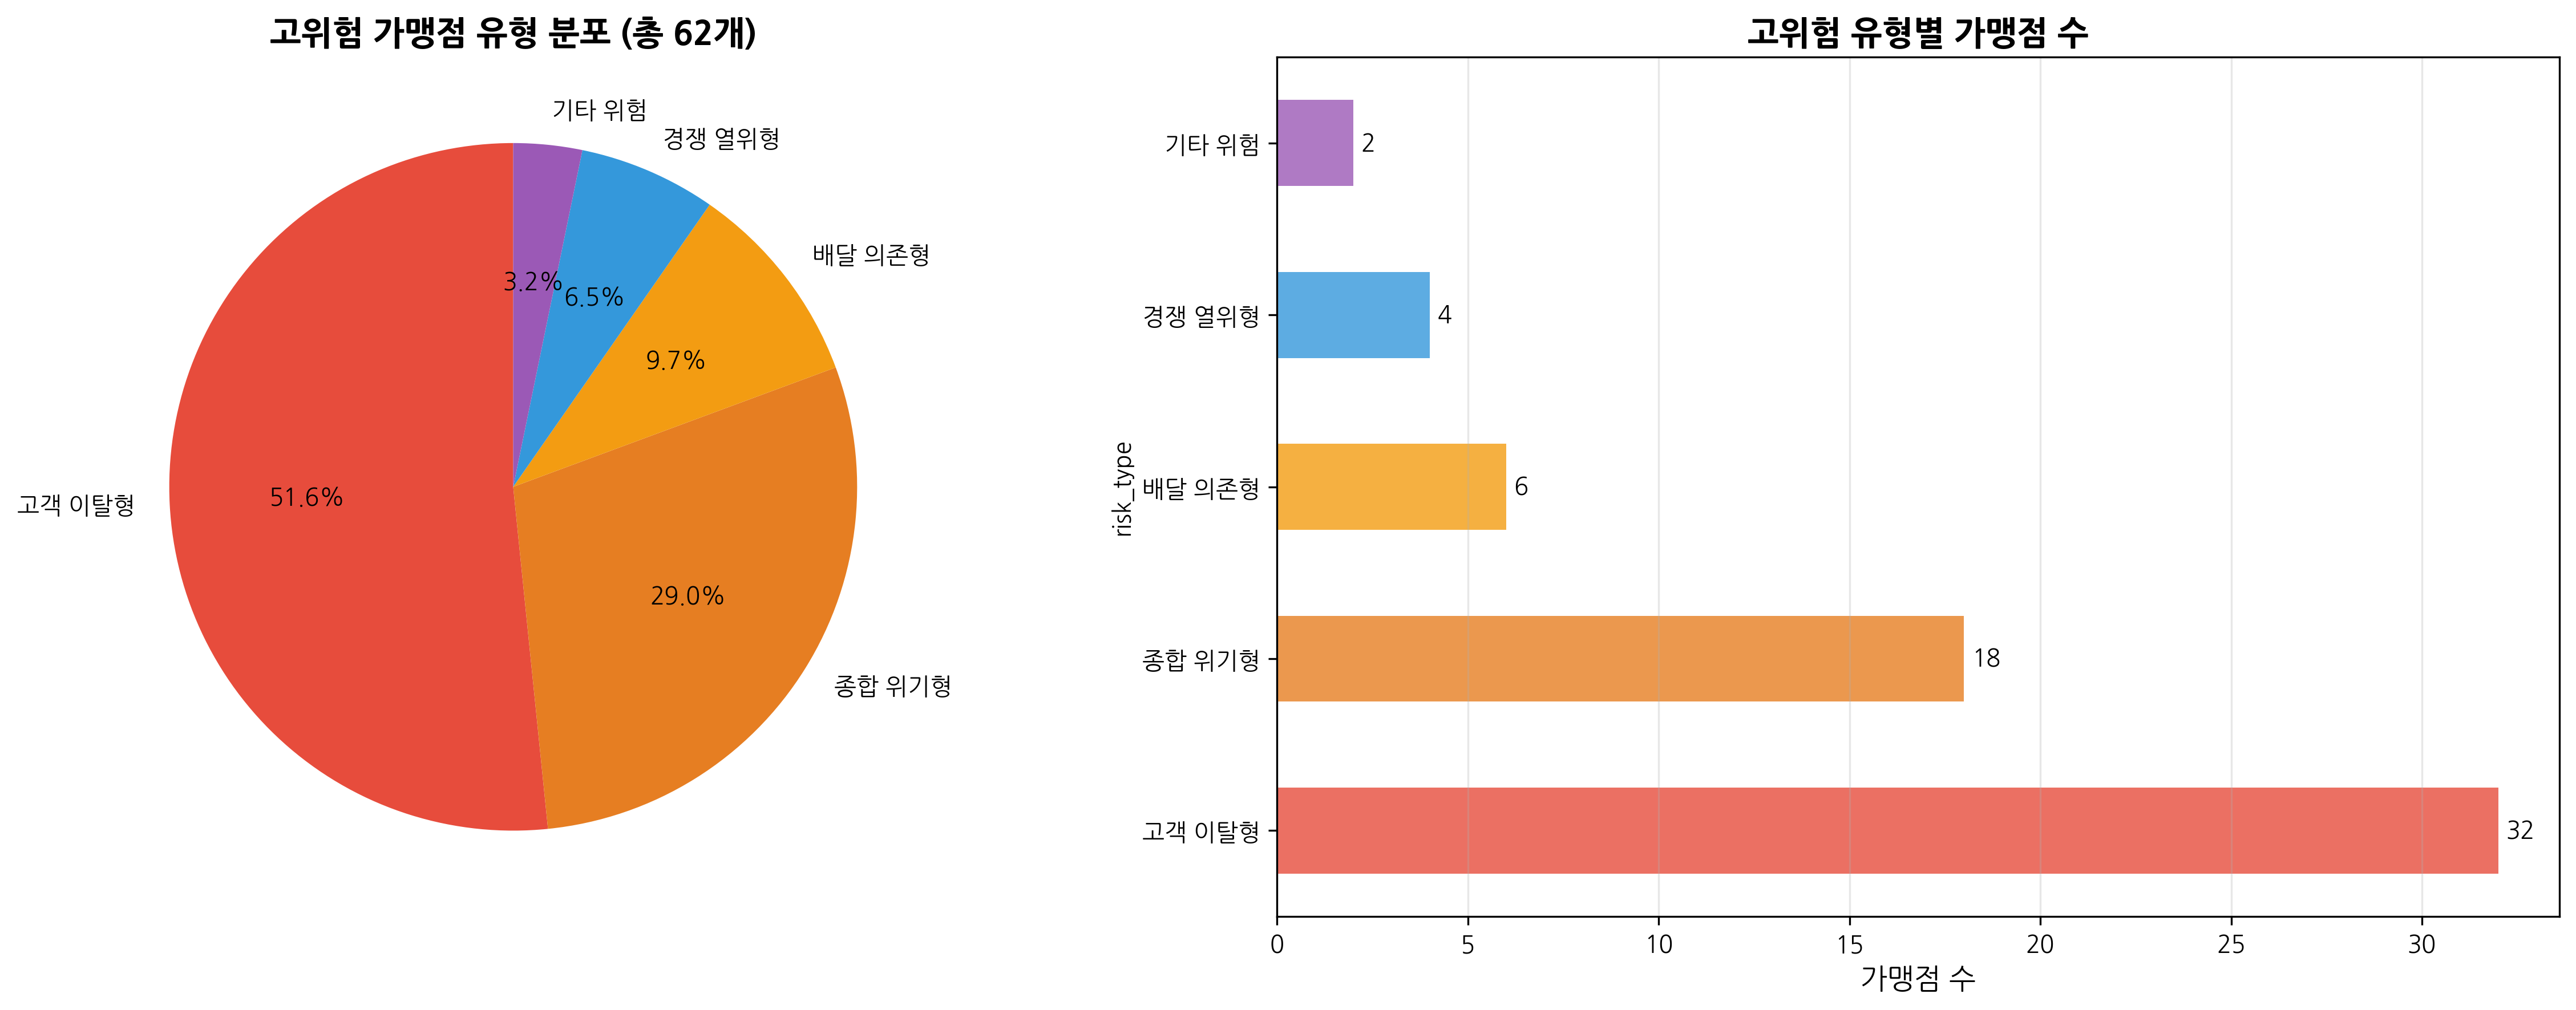 고위험 가맹점 유형 분포 (총 62개)
기타 위험
경쟁 열위형
배달 의존형
3.2%
6.5%
9.7%
고객 이탈형
51.6%
29.0%
종합 위기형
고위험 유형별 가맹점 수
risk_type
기타 위험
2
경쟁 열위형
4
배달 의존형
6
종합 위기형
18
고객 이탈형
32
0 5 10 15 20 25 30
가맹점 수